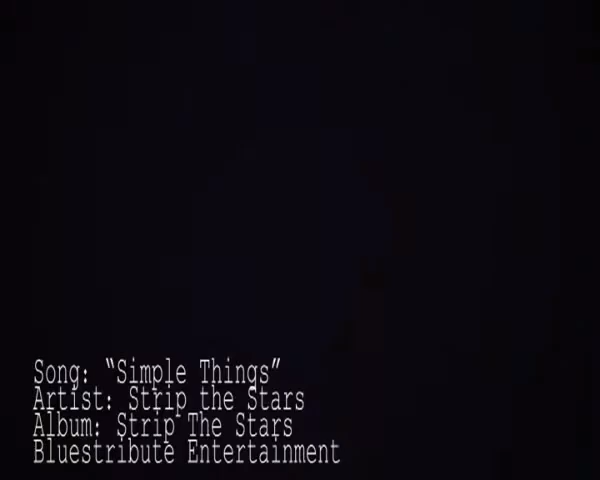 Song: “Simple Things”
Artist: Strip the Stars
Album: Strip The Stars
Bluestribute Entertainment